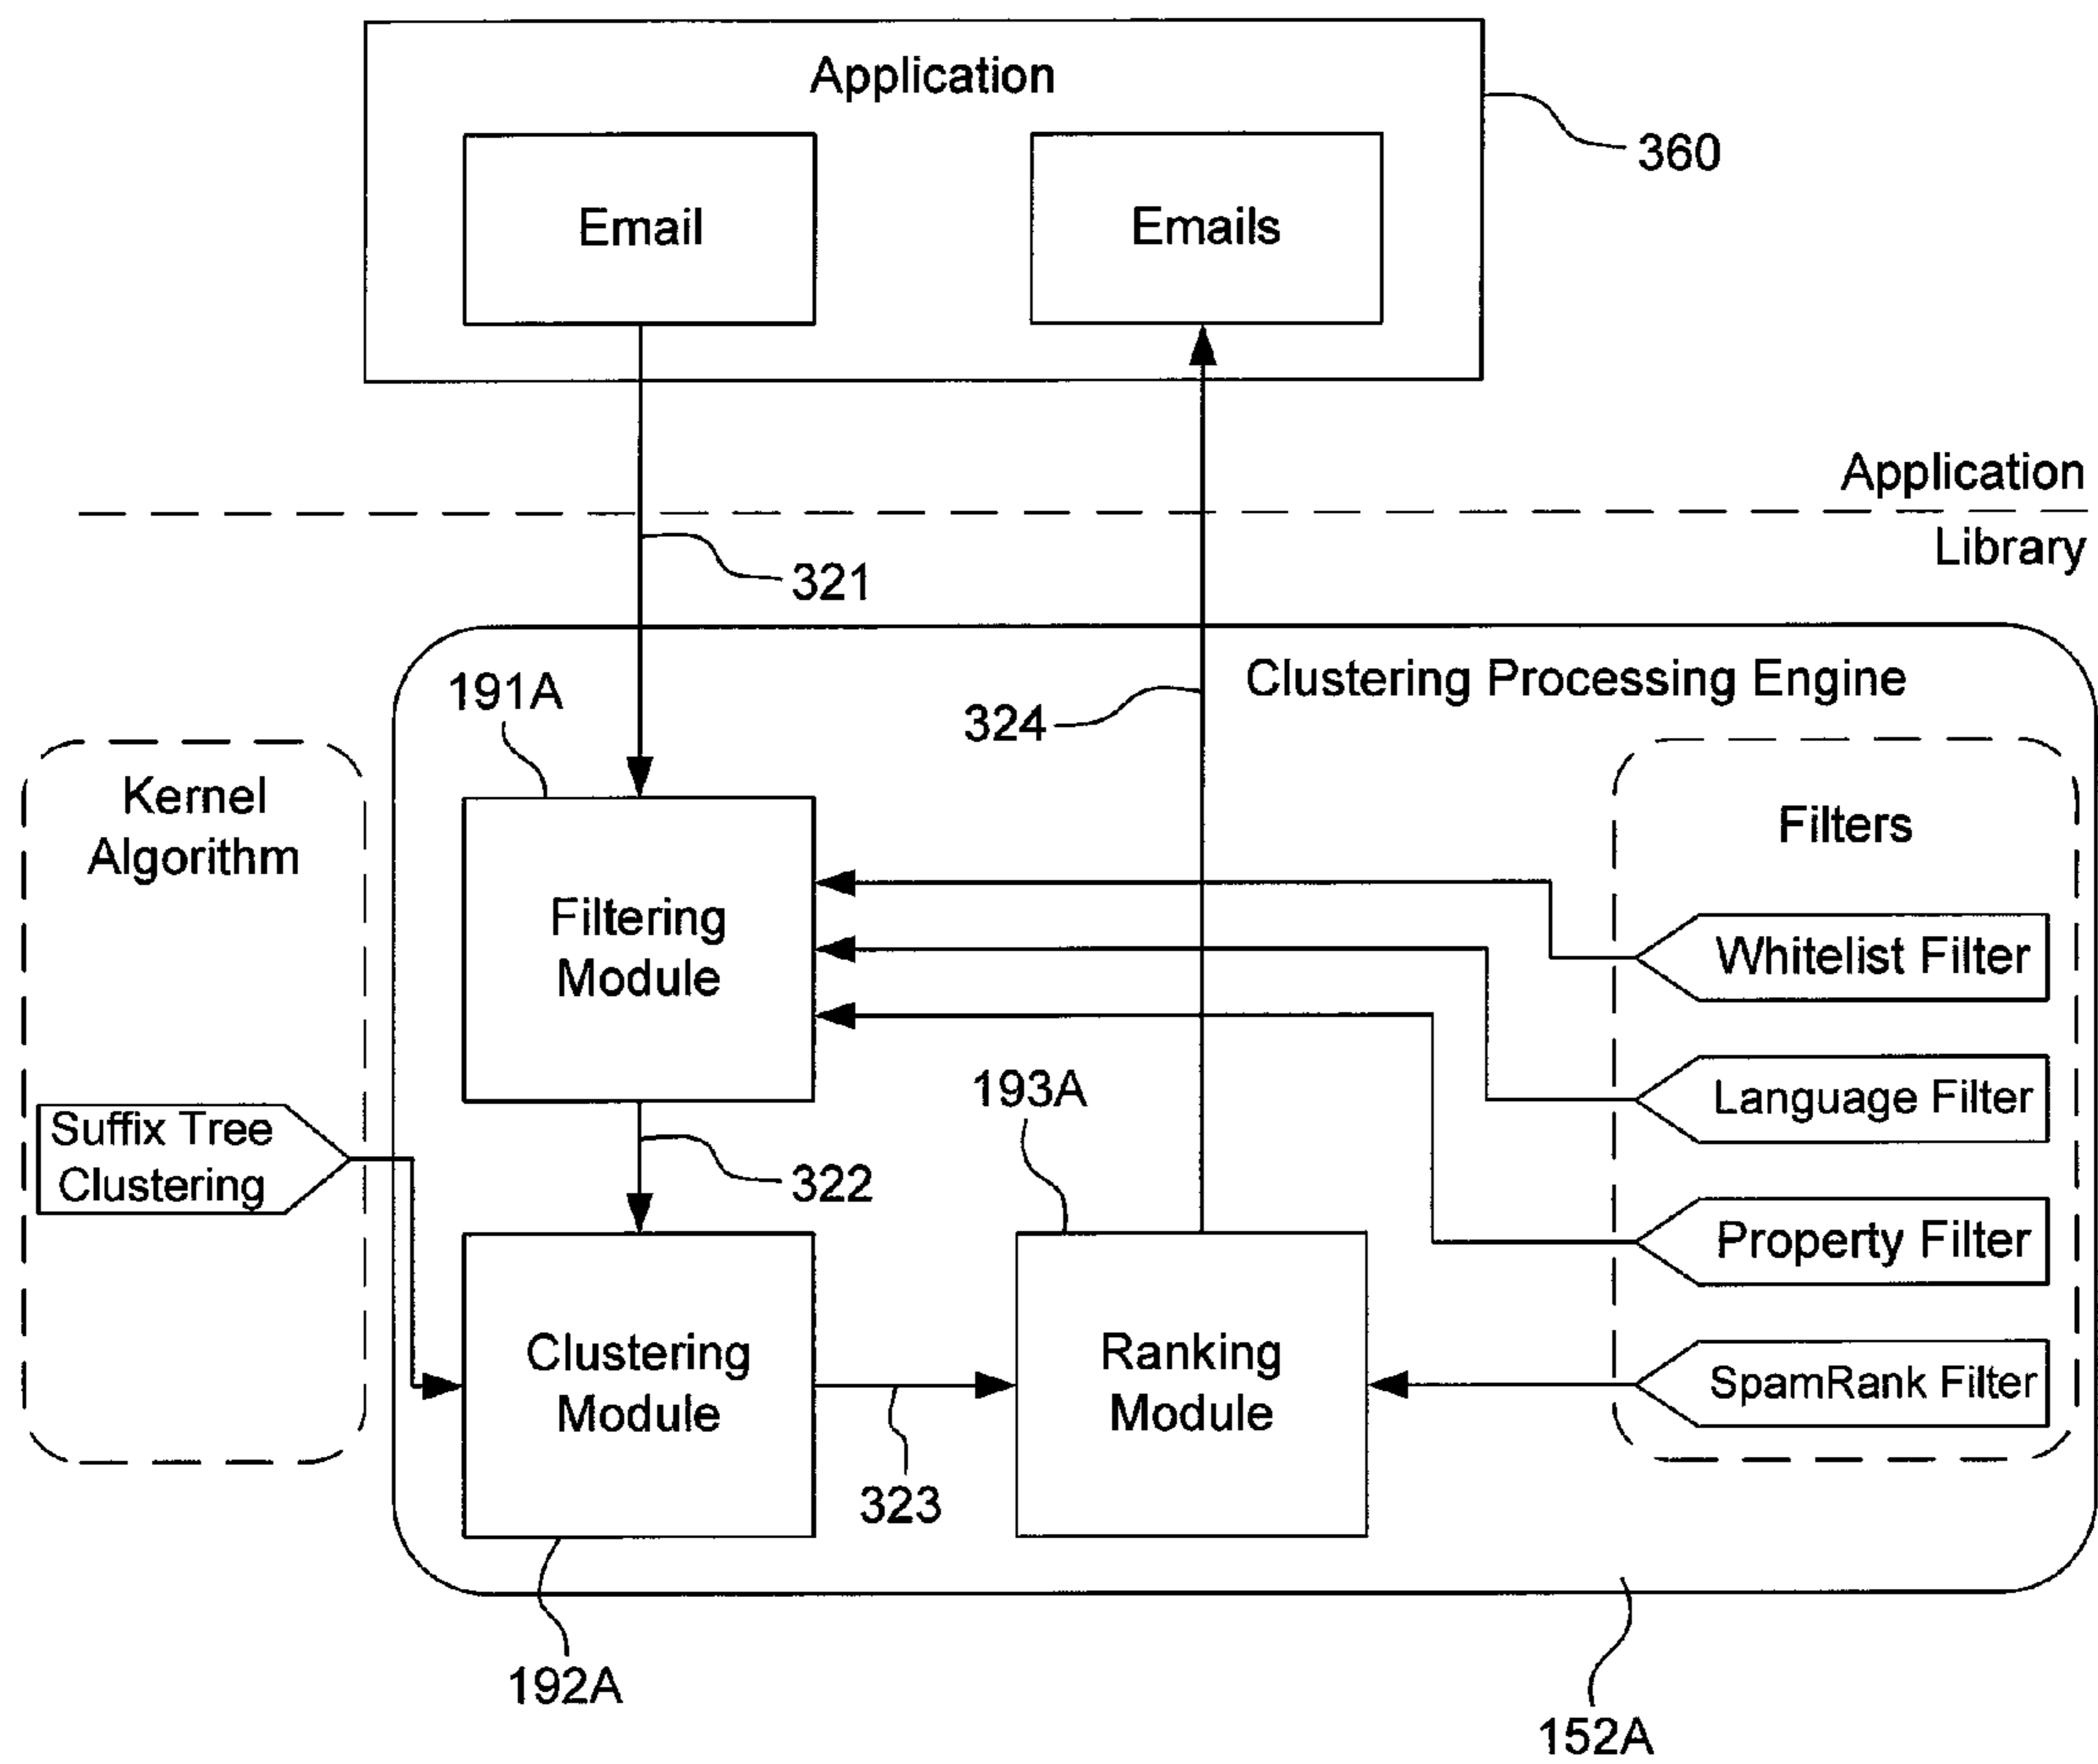 Application
360
Email
Emails
Application
Library
321
Clustering Processing Engine
191A
324
Kernel
Algorithm
Filters
Filtering
Module
Whitelist Filter
193A
Language Filter
Suffix Tree
Clustering
322
Property Filter
Clustering
Module
Ranking
Module
SpamRank Filter
323
192A
152A